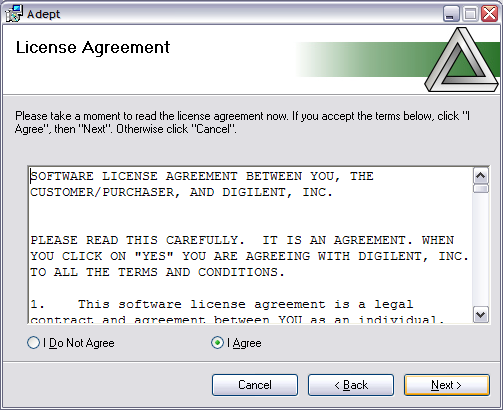 Adept
License Agreement
Please take a moment to read the license agreement now. If you accept the terms below, click "I
Agree", then "Next". Otherwise click "Cancel".
SOFTWARE LICENSE AGREEMENT BETWEEN YOU, THE
CUSTOMER/PURCHASER, AND DIGILENT, INC.
PLEASE READ THIS CAREFULLY.  IT IS AN AGREEMENT. WHEN
YOU CLICK ON "YES" YOU ARE AGREEING WITH DIGILENT, INC.
TO ALL THE TERMS AND CONDITIONS.
1.    This software license agreement is a legal
contract and agreement between YOU as an individual,
I Do Not Agree
I Agree
Cancel
< Back
Next >